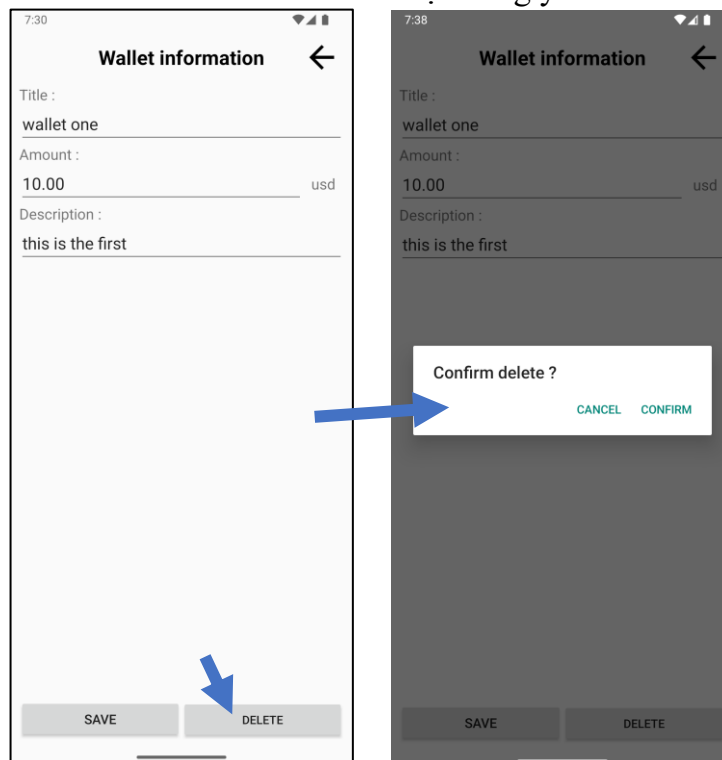 7:30
Wallet information
Title :
wallet one
Amount :
10.00 usd
Description :
this is the first
SAVE DELETE
7:38
Wallet information
Title :
wallet one
Amount :
10.00 usd
Description :
this is the first
Confirm delete ?
CANCEL CONFIRM
SAVE DELETE